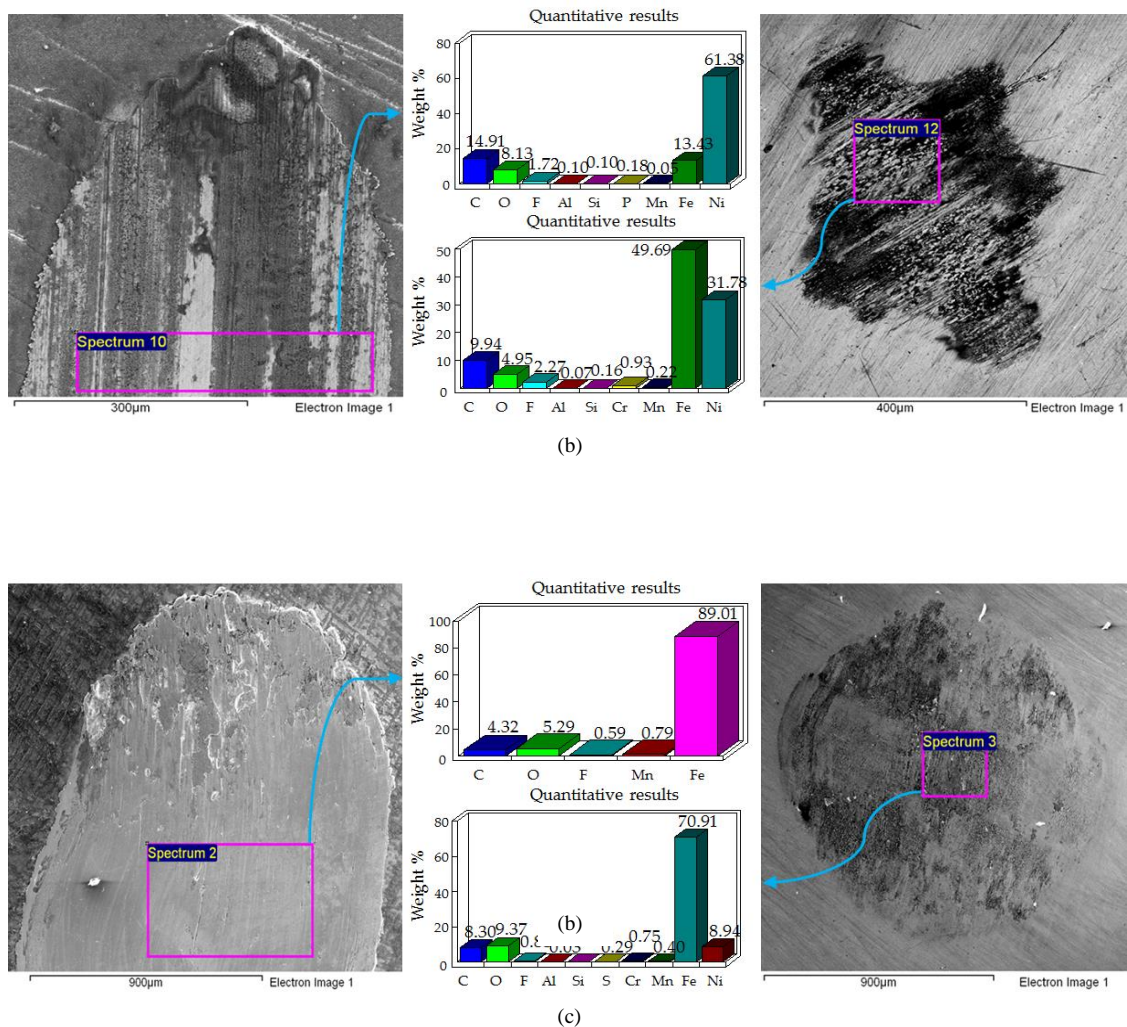 Quantitative results
Weight %
80
60
40
20
0
14.91
8.13
1.72
0.10
0.10
0.18
0.05
13.43
61.38
C O F Al Si P Mn Fe Ni
Spectrum 10
300µm Electron Image 1
Quantitative results
Weight %
50
40
30
20
10
0
9.94
4.95
2.27
0.07
0.16
0.93
0.22
49.69
31.78
C O F Al Si Cr Mn Fe Ni
Spectrum 12
400µm Electron Image 1
(b)
Quantitative results
Weight %
100
80
60
40
20
0
4.32
5.29
0.59
0.79
89.01
C O F Mn Fe
Spectrum 2
900µm Electron Image 1
Quantitative results
Weight %
80
60
40
20
0
8.30
9.37
0.29
0.75
0.40
70.91
8.94
(b)
C O F Al Si S Cr Mn Fe Ni
Spectrum 3
900µm Electron Image 1
(c)